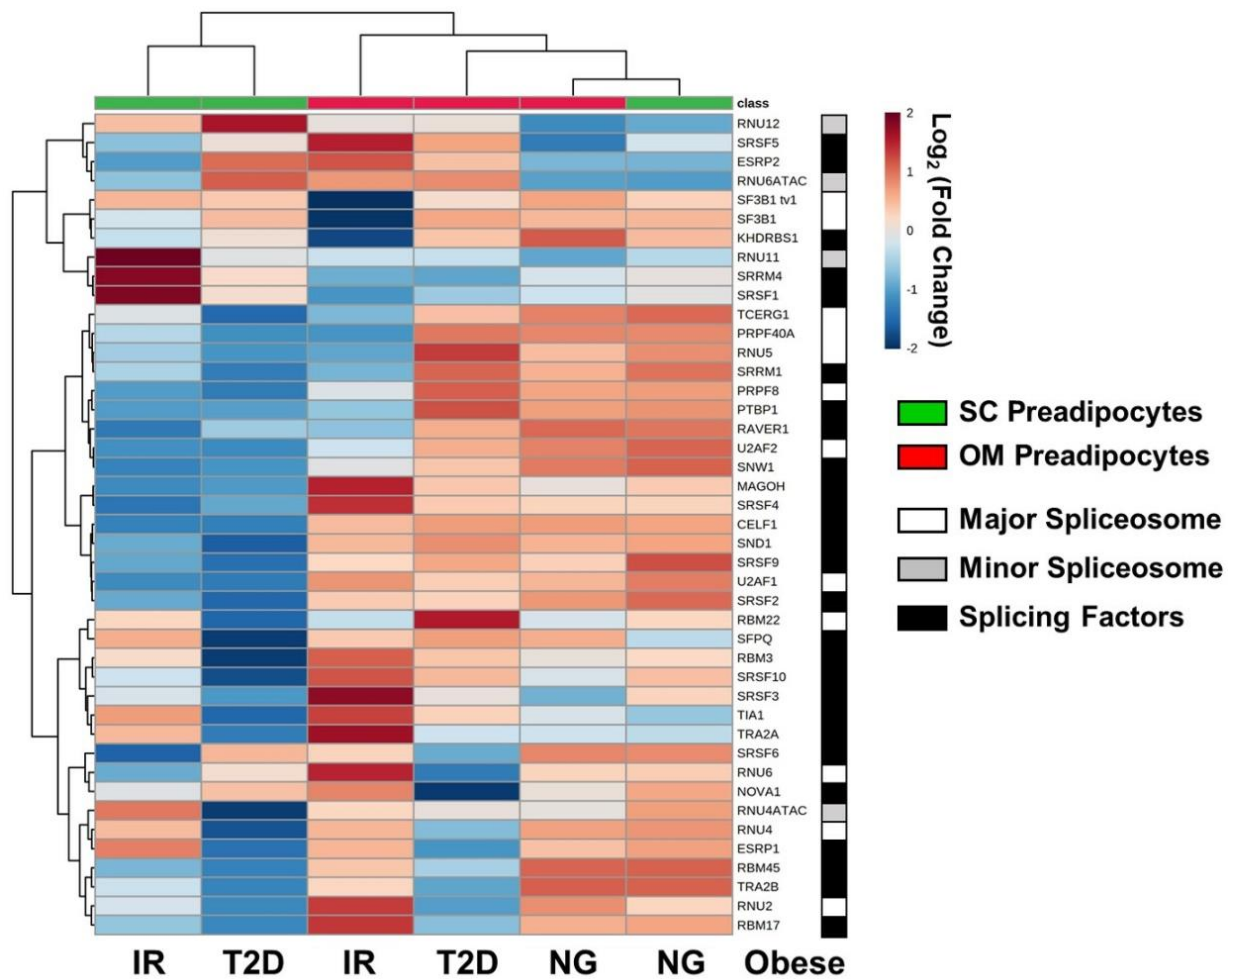 class
RNU12
SRSF5
ESRP2
RNU6ATAC
SF3B1 tv1
SF3B1
KHDRBS1
RNU11
SRRM4
SRSF1
TCERG1
PRPF40A
RNU5
SRRM1
PRPF8
PTBP1
RAVER1
U2AF2
SNW1
MAGOH
SRSF4
CELF1
SND1
SRSF9
U2AF1
SRSF2
RBM22
SFPQ
RBM3
SRSF10
SRSF3
TIA1
TRA2A
SRSF6
RNU6
NOVA1
RNU4ATAC
RNU4
ESRP1
RBM45
TRA2B
RNU2
RBM17
IR T2D IR T2D NG NG Obese
2
1
0
-1
-2
Log2 (Fold Change)
SC Preadipocytes
OM Preadipocytes
Major Spliceosome
Minor Spliceosome
Splicing Factors